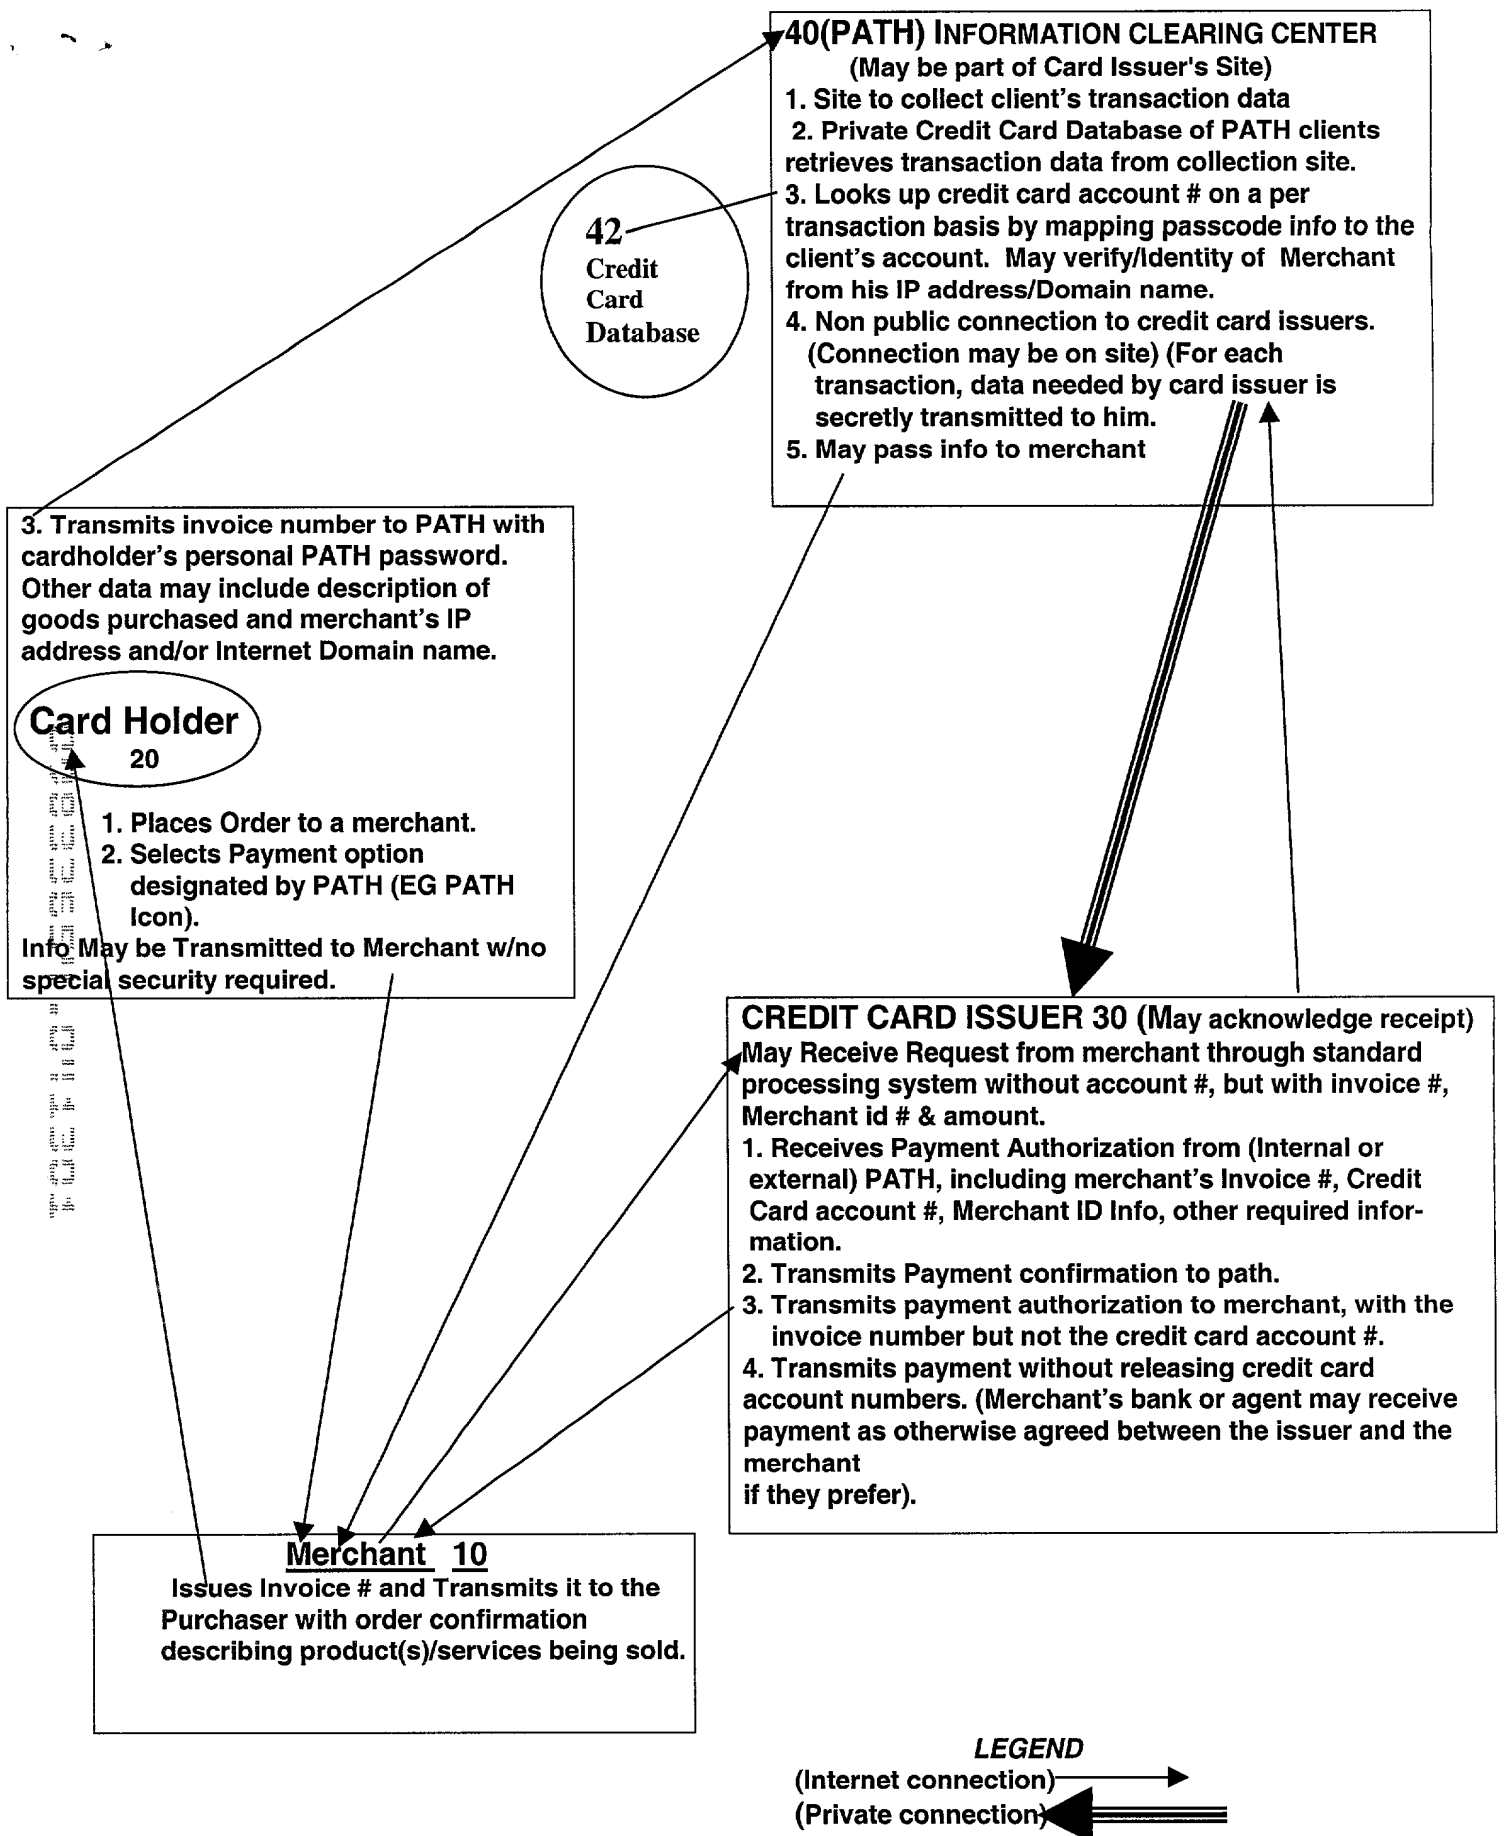 40(PATH) INFORMATION CLEARING CENTER
(May be part of Card Issuer's Site)
1. Site to collect client's transaction data
2. Private Credit Card Database of PATH clients
retrieves transaction data from collection site.
3. Looks up credit card account # on a per
transaction basis by mapping passcode info to the
client's account. May verify/Identity of Merchant
from his IP address/Domain name.
4. Non public connection to credit card issuers.
(Connection may be on site) (For each
transaction, data needed by card issuer is
secretly transmitted to him.
5. May pass info to merchant
42
Credit
Card
Database
3. Transmits invoice number to PATH with
cardholder's personal PATH password.
Other data may include description of
goods purchased and merchant's IP
address and/or Internet Domain name.
Card Holder
20
1. Places Order to a merchant.
2. Selects Payment option
designated by PATH (EG PATH
Icon).
Info May be Transmitted to Merchant w/no
special security required.
CREDIT CARD ISSUER 30 (May acknowledge receipt)
May Receive Request from merchant through standard
processing system without account #, but with invoice #,
Merchant id # & amount.
1. Receives Payment Authorization from (Internal or
external) PATH, including merchant's Invoice #, Credit
Card account #, Merchant ID Info, other required infor-
mation.
2. Transmits Payment confirmation to path.
3. Transmits payment authorization to merchant, with the
invoice number but not the credit card account #.
4. Transmits payment without releasing credit card
account numbers. (Merchant's bank or agent may receive
payment as otherwise agreed between the issuer and the
merchant
if they prefer).
Merchant 10
Issues Invoice # and Transmits it to the
Purchaser with order confirmation
describing product(s)/services being sold.
LEGEND
(Internet connection)
(Private connection)